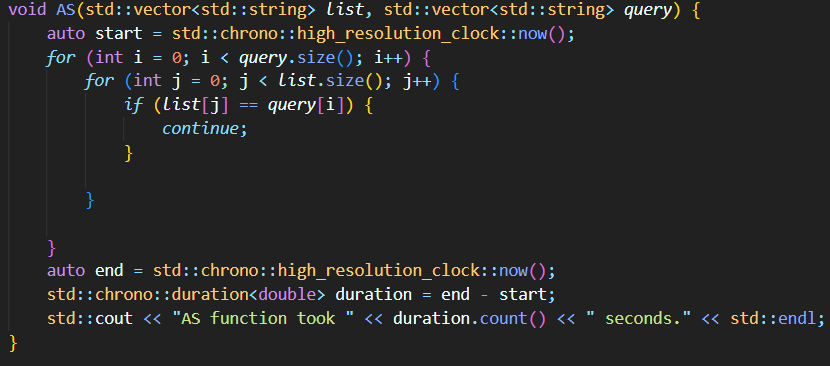 void AS(std::vector<std::string> list, std::vector<std::string> query) {
    auto start = std::chrono::high_resolution_clock::now();
    for (int i = 0; i < query.size(); i++) {
        for (int j = 0; j < list.size(); j++) {
            if (list[j] == query[i]) {
                continue;
            }

        }

    }
    auto end = std::chrono::high_resolution_clock::now();
    std::chrono::duration<double> duration = end - start;
    std::cout << "AS function took " << duration.count() << " seconds." << std::endl;
}